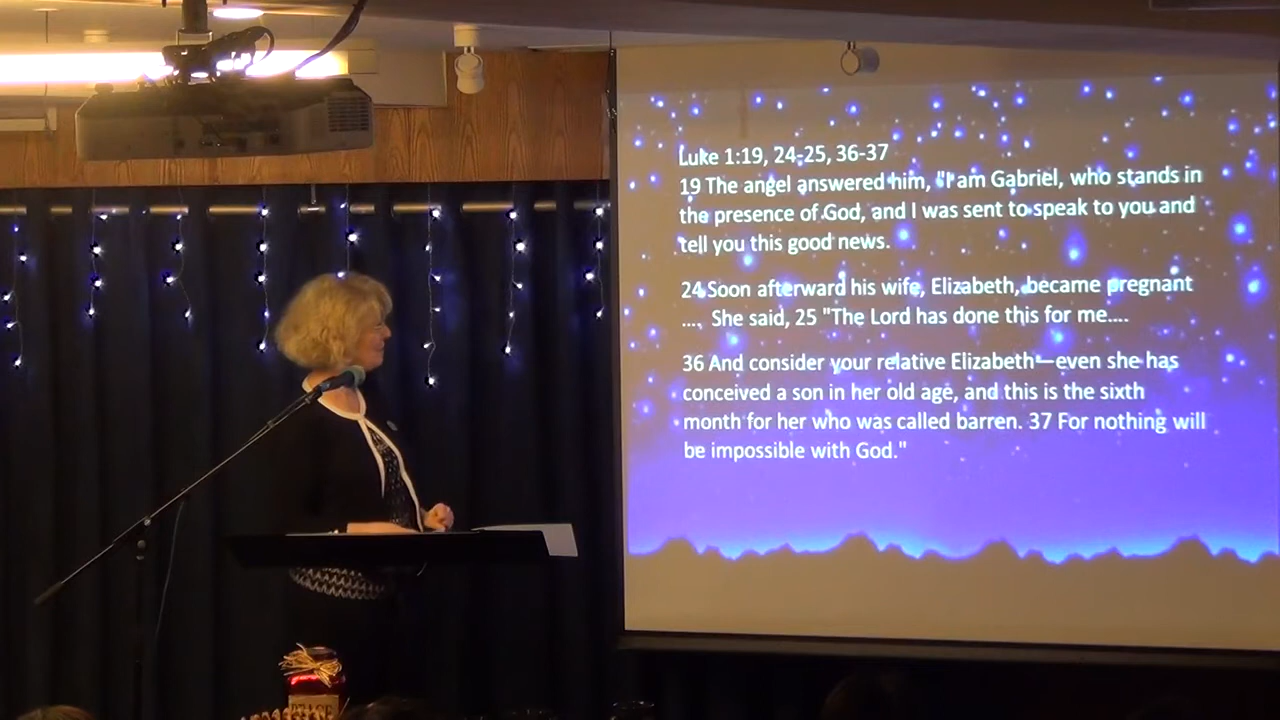 Luke 1:19, 24-25, 36-37
19 The angel answered him, "I am Gabriel, who stands in
the presence of God, and I was sent to speak to you and
tell you this good news.
24 Soon afterward his wife, Elizabeth, became pregnant
.... She said, 25 "The Lord has done this for me....
36 And consider your relative Elizabeth—even she has
conceived a son in her old age, and this is the sixth
month for her who was called barren. 37 For nothing will
be impossible with God."